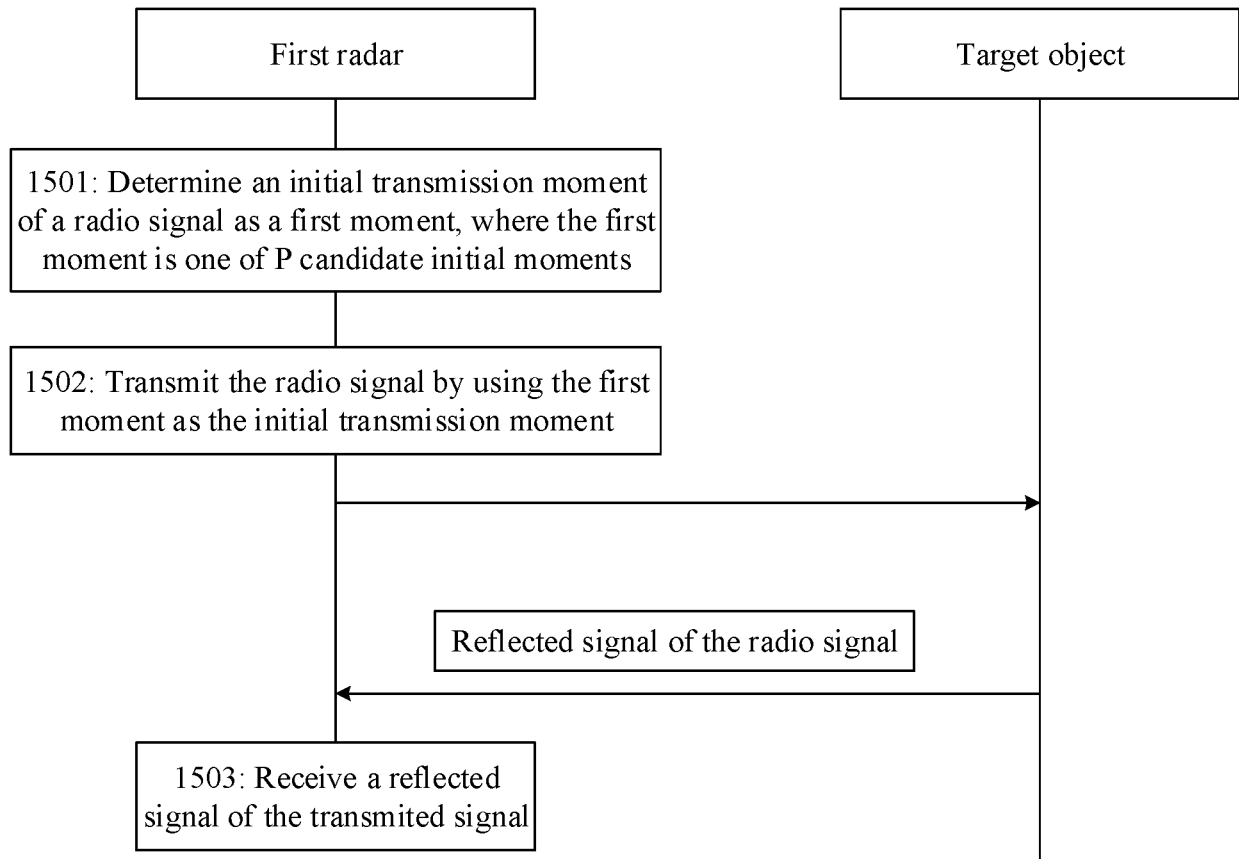 First radar
Target object
1501: Determine an initial transmission moment
of a radio signal as a first moment, where the first
moment is one of P candidate initial moments
1502: Transmit the radio signal by using the first
moment as the initial transmission moment
Reflected signal of the radio signal
1503: Receive a reflected
signal of the transmited signal